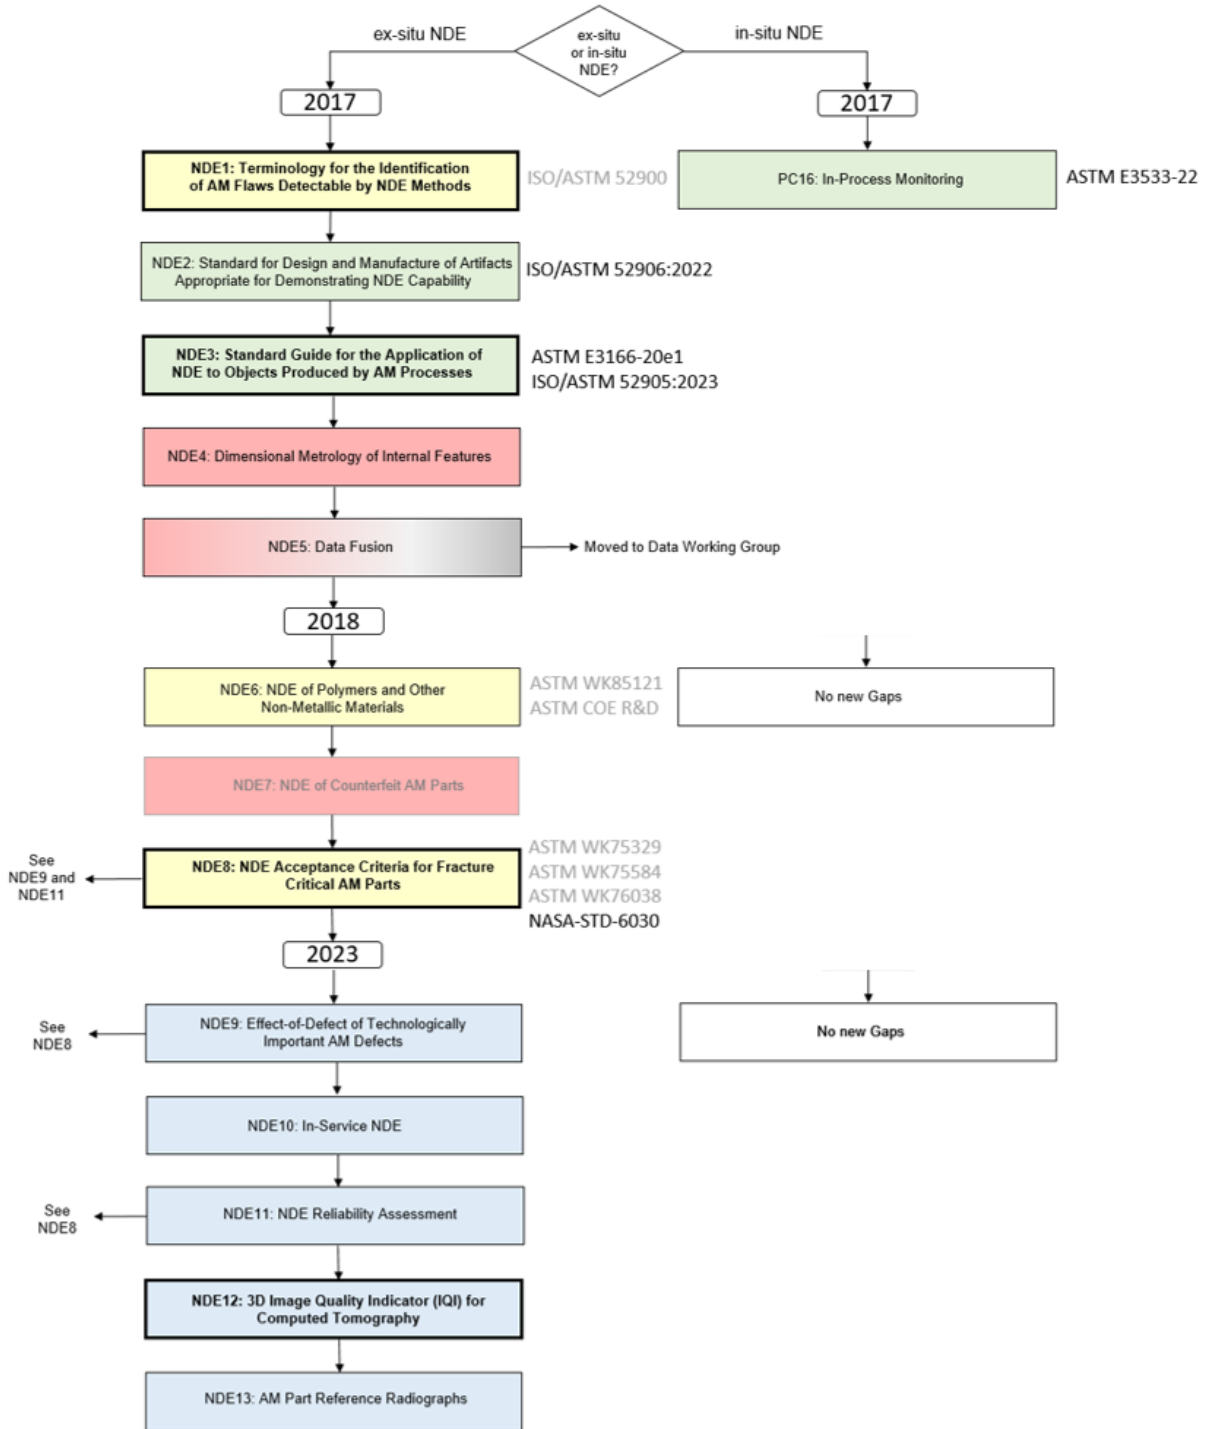 ex-situ NDE
ex-situ
or in-situ
NDE?
in-situ NDE
2017
2017
NDE1: Terminology for the Identification
of AM Flaws Detectable by NDE Methods
ISO/ASTM 52900
PC16: In-Process Monitoring
ASTM E3533-22
NDE2: Standard for Design and Manufacture of Artifacts
Appropriate for Demonstrating NDE Capability
ISO/ASTM 52906:2022
NDE3: Standard Guide for the Application of
NDE to Objects Produced by AM Processes
ASTM E3166-20e1
ISO/ASTM 52905:2023
NDE4: Dimensional Metrology of Internal Features
NDE5: Data Fusion
Moved to Data Working Group
2018
NDE6: NDE of Polymers and Other
Non-Metallic Materials
ASTM WK85121
ASTM COE R&D
No new Gaps
NDE7: NDE of Counterfeit AM Parts
See
NDE9 and
NDE11
NDE8: NDE Acceptance Criteria for Fracture
Critical AM Parts
ASTM WK75329
ASTM WK75584
ASTM WK76038
NASA-STD-6030
2023
See
NDE8
NDE9: Effect-of-Defect of Technologically
Important AM Defects
No new Gaps
NDE10: In-Service NDE
See
NDE8
NDE11: NDE Reliability Assessment
NDE12: 3D Image Quality Indicator (IQI) for
Computed Tomography
NDE13: AM Part Reference Radiographs